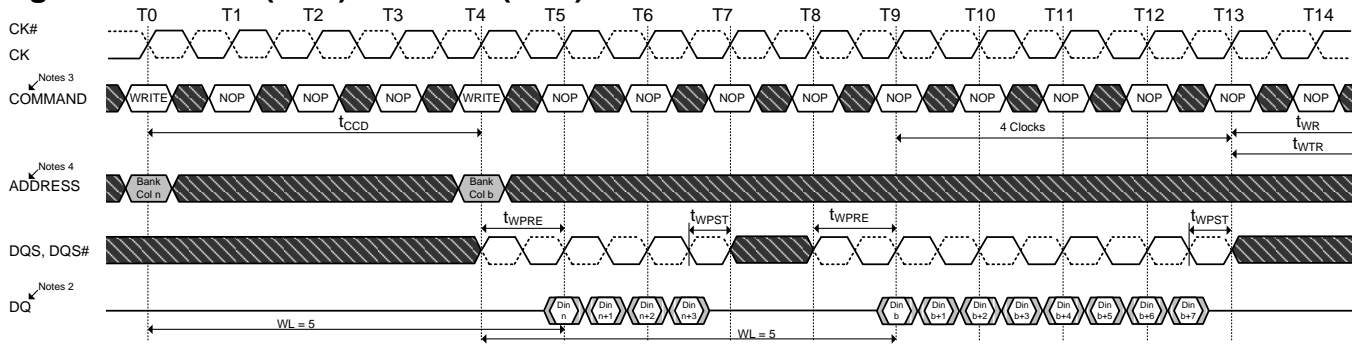 T0 T1 T2 T3 T4 T5 T6 T7 T8 T9 T10 T11 T12 T13 T14
CK#
CK
Notes 3
COMMAND
WRITE NOP NOP NOP WRITE NOP NOP NOP NOP NOP NOP NOP NOP NOP NOP
tCCD
4 Clocks
tWR
tWTR
Notes 4
ADDRESS
Bank
Col n
Bank
Col b
tWPRE
tWPST
tWPRE
tWPST
DQS, DQS#
Notes 2
DQ
Din
n
Din
n+1
Din
n+2
Din
n+3
Din
b
Din
b+1
Din
b+2
Din
b+3
Din
b+4
Din
b+5
Din
b+6
Din
b+7
WL = 5
WL = 5